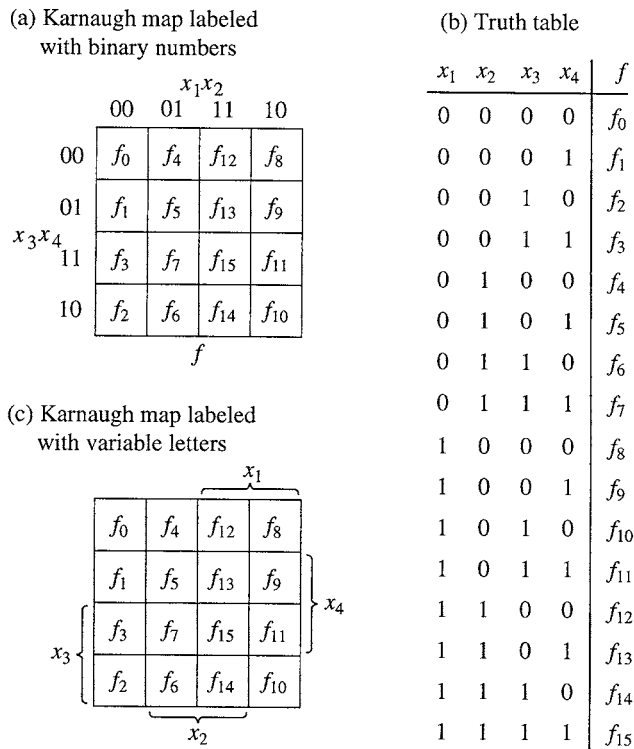 (a) Karnaugh map labeled
with binary numbers
x1x2
00 01 11 10
00 f0 f4 f12 f8
01 f1 f5 f13 f9
x3x4
11 f3 f7 f15 f11
10 f2 f6 f14 f10
f
(c) Karnaugh map labeled
with variable letters
x1
f0 f4 f12 f8
f1 f5 f13 f9
x4
f3 f7 f15 f11
x3
f2 f6 f14 f10
x2
(b) Truth table
x1 x2 x3 x4 f
0 0 0 0 f0
0 0 0 1 f1
0 0 1 0 f2
0 0 1 1 f3
0 1 0 0 f4
0 1 0 1 f5
0 1 1 0 f6
0 1 1 1 f7
1 0 0 0 f8
1 0 0 1 f9
1 0 1 0 f10
1 0 1 1 f11
1 1 0 0 f12
1 1 0 1 f13
1 1 1 0 f14
1 1 1 1 f15